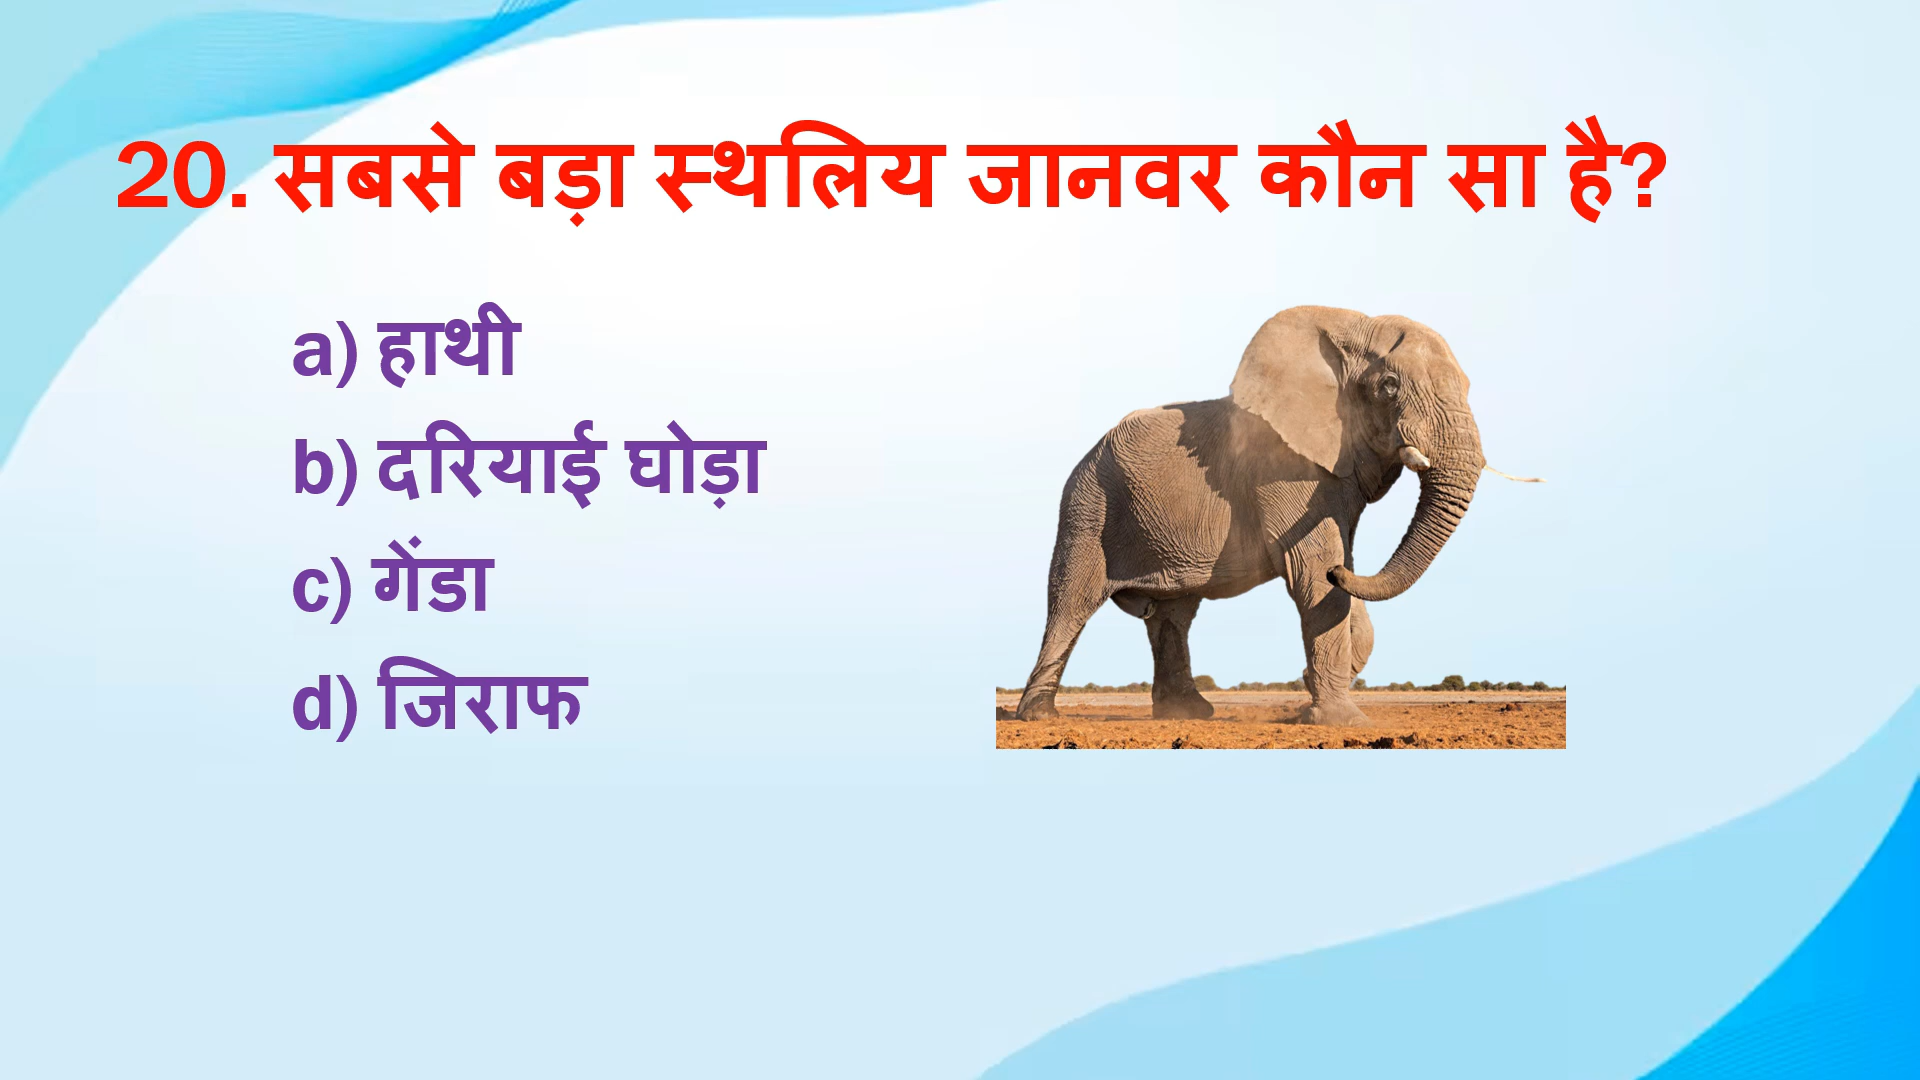 20. सबसे बड़ा स्थलिय जानवर कौन सा है?
a) हाथी
b) दरियाई घोड़ा
c) गेंडा
d) जिराफ